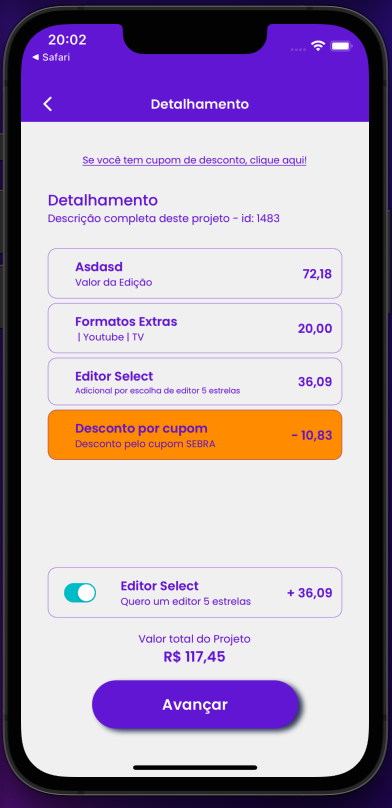 20:02
◀ Safari
Detalhamento
Se você tem cupom de desconto, clique aqui!
Detalhamento
Descrição completa deste projeto - id: 1483
Asdasd
Valor da Edição
72,18
Formatos Extras
| Youtube | TV
20,00
Editor Select
Adicional por escolha de editor 5 estrelas
36,09
Desconto por cupom
Desconto pelo cupom SEBRA
- 10,83
Editor Select
Quero um editor 5 estrelas
+ 36,09
Valor total do Projeto
R$ 117,45
Avançar